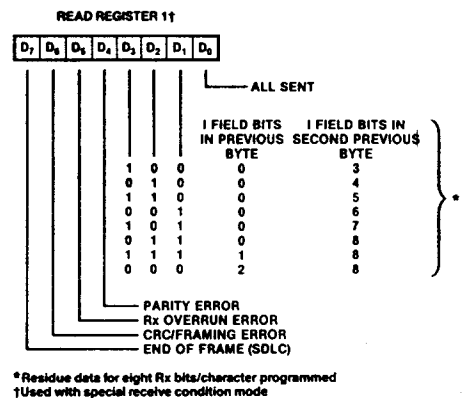 READ REGISTER 1†
D₇ D₆ D₅ D₄ D₃ D₂ D₁ D₀
ALL SENT
I FIELD BITS IN PREVIOUS BYTE I FIELD BITS IN SECOND PREVIOUS BYTE
1 0 0 0 3
0 1 0 0 4
1 1 0 0 5
0 0 1 0 6
1 0 1 0 7
0 1 1 0 8
1 1 1 1 8
0 0 0 2 8
*
PARITY ERROR
Rx OVERRUN ERROR
CRC/FRAMING ERROR
END OF FRAME (SDLC)
*Residue data for eight Rx bits/character programmed
†Used with special receive condition mode